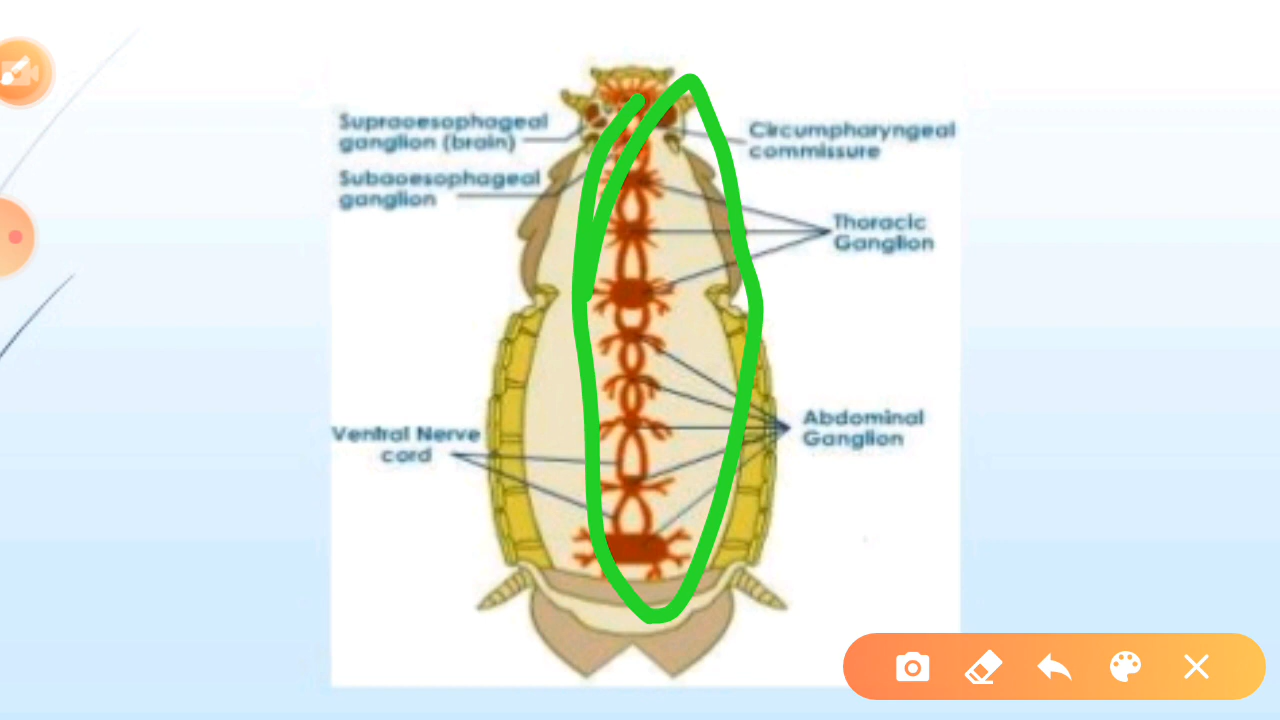 Supraoesophageal
ganglion (brain)
Subaoesophageal
ganglion
Circumpharyngeal
commissure
Thoracic
Ganglion
Ventral Nerve
cord
Abdominal
Ganglion